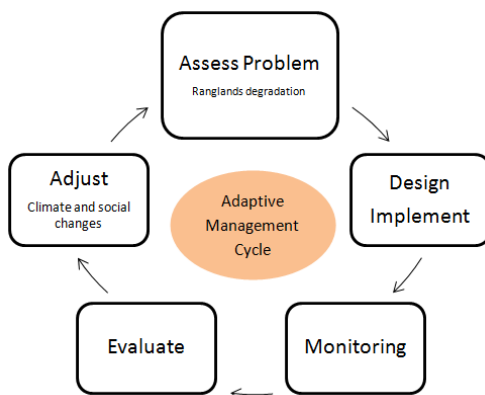 Assess Problem
Ranglands degradation
Adjust
Climate and social
changes
Adaptive
Management
Cycle
Design
Implement
Evaluate
Monitoring